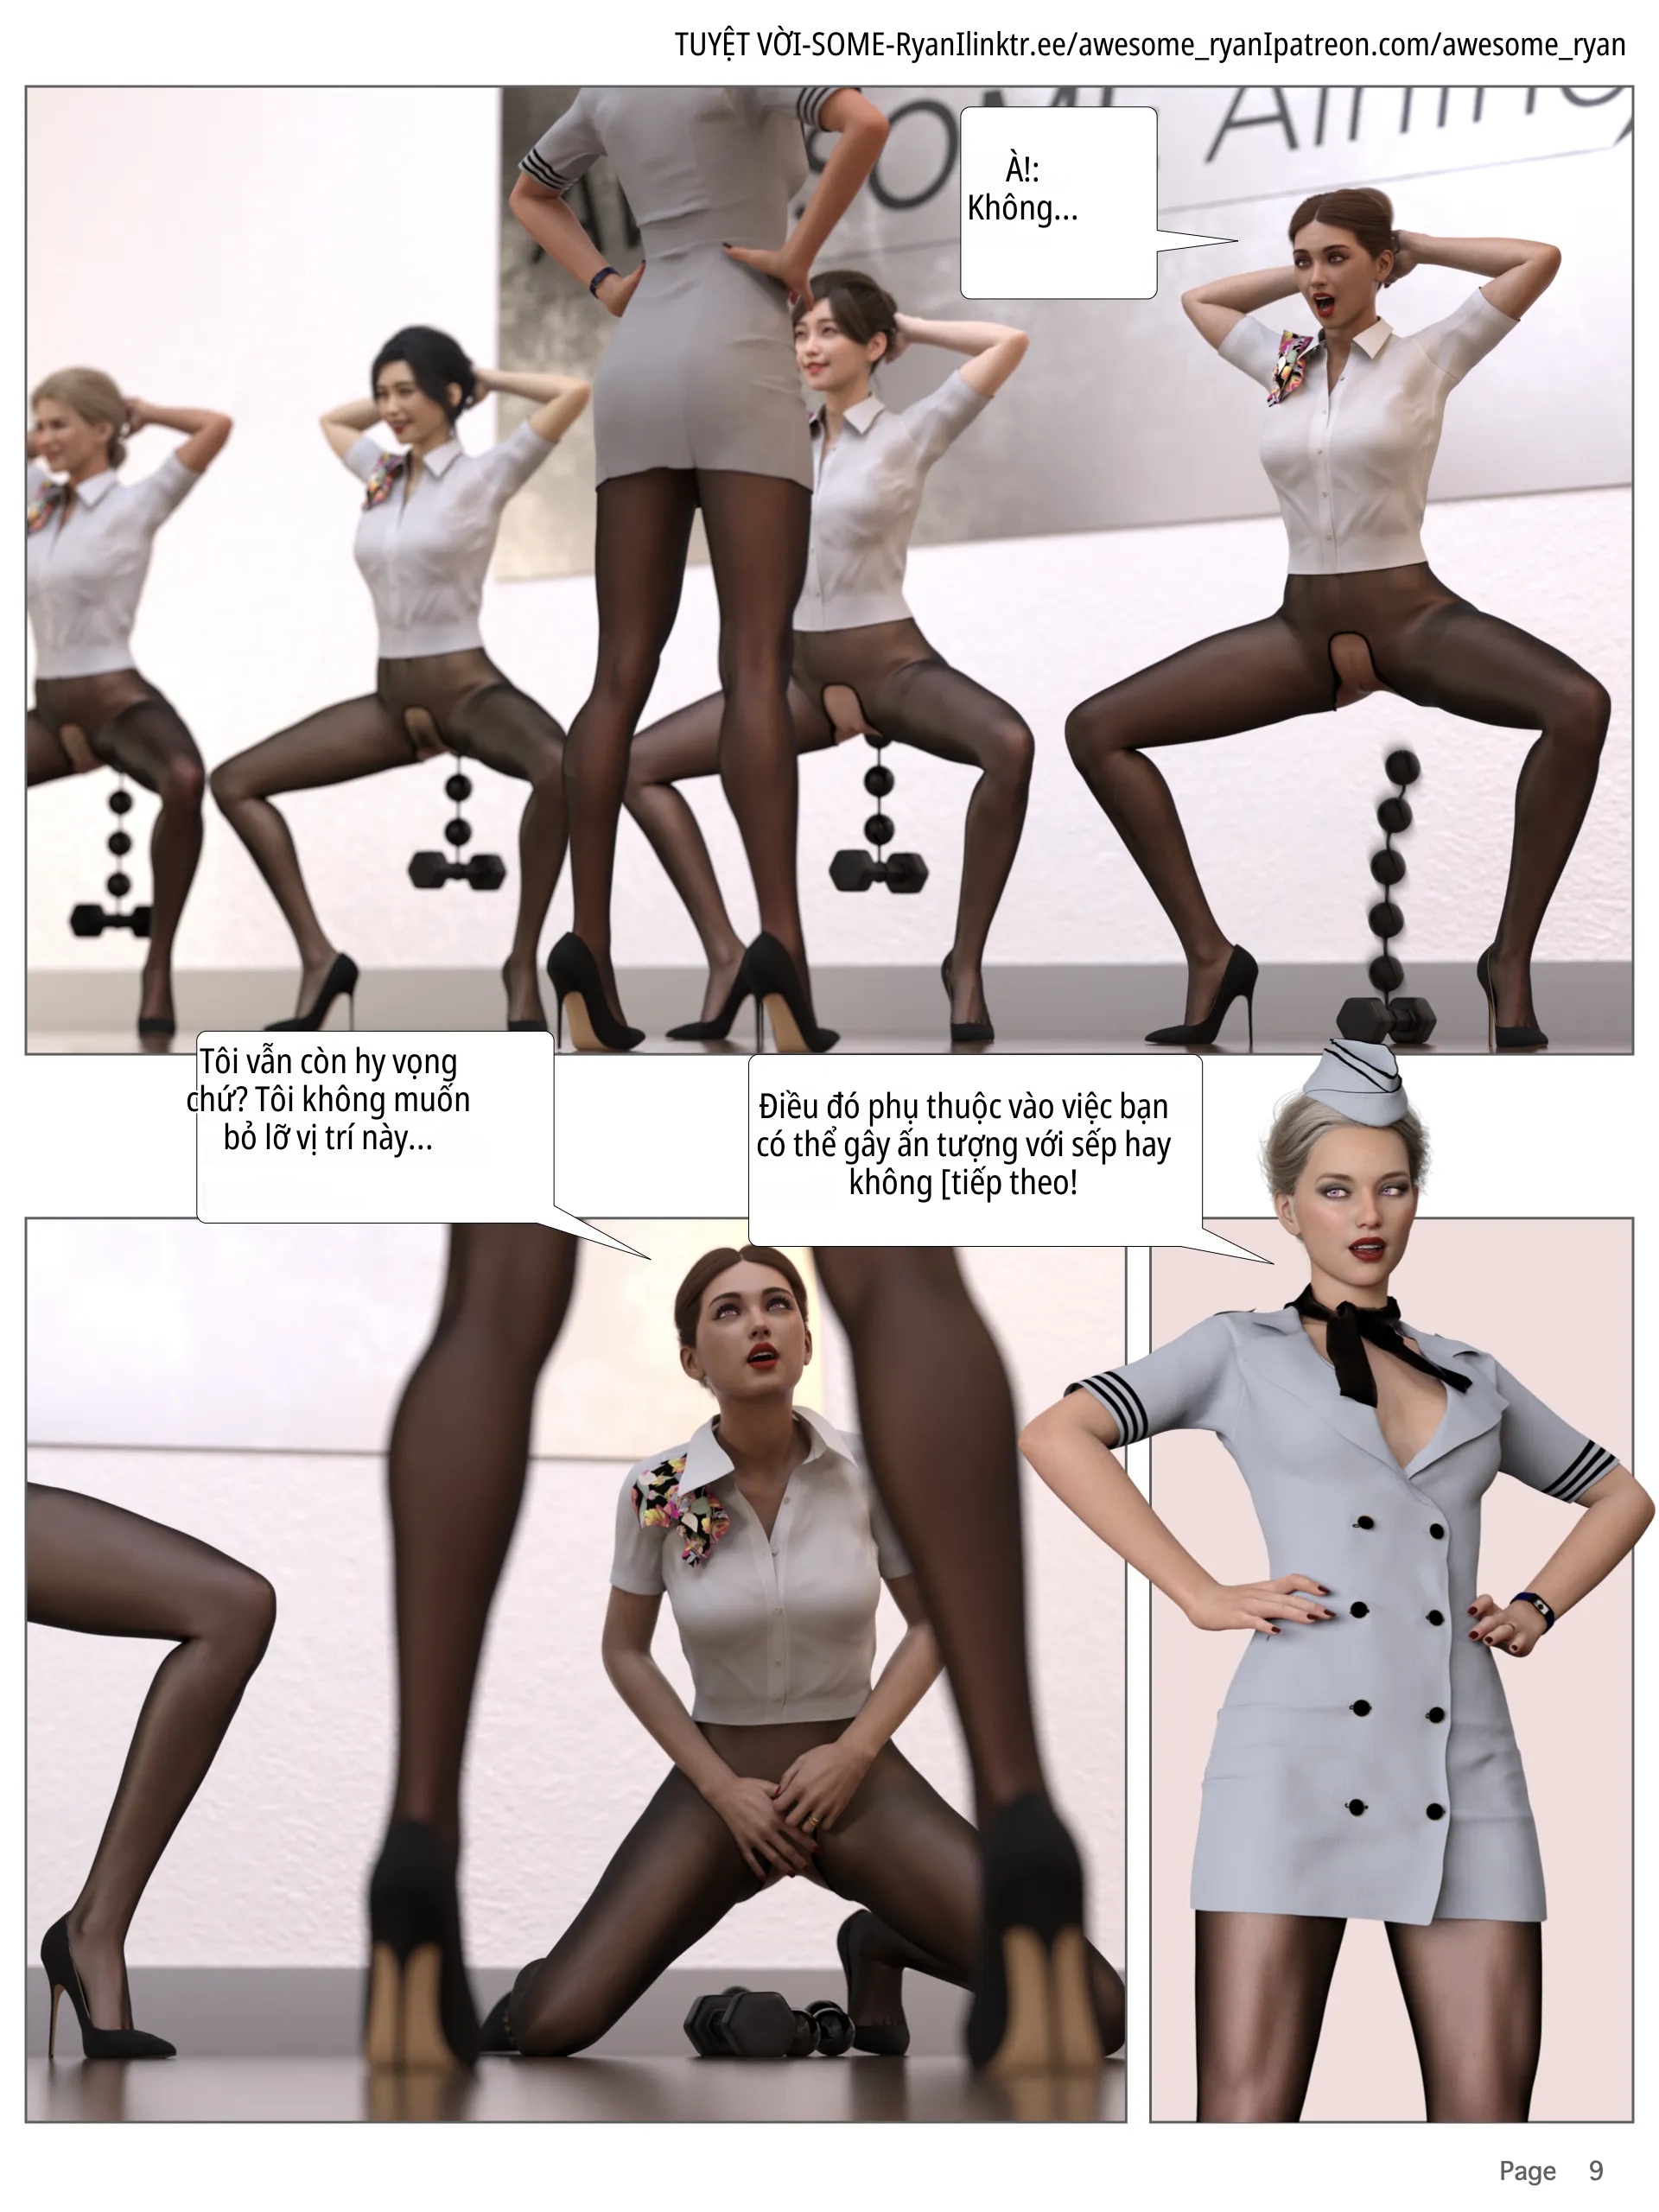 TUYỆT VỜI-SOME-RyanIlinktr.ee/awesome_ryanIpatreon.com/awesome_ryan
À!:
Không...
Tôi vẫn còn hy vọng
chứ? Tôi không muốn
bỏ lỡ vị trí này...
Điều đó phụ thuộc vào việc bạn
có thể gây ấn tượng với sếp hay
không [tiếp theo!
Page 9